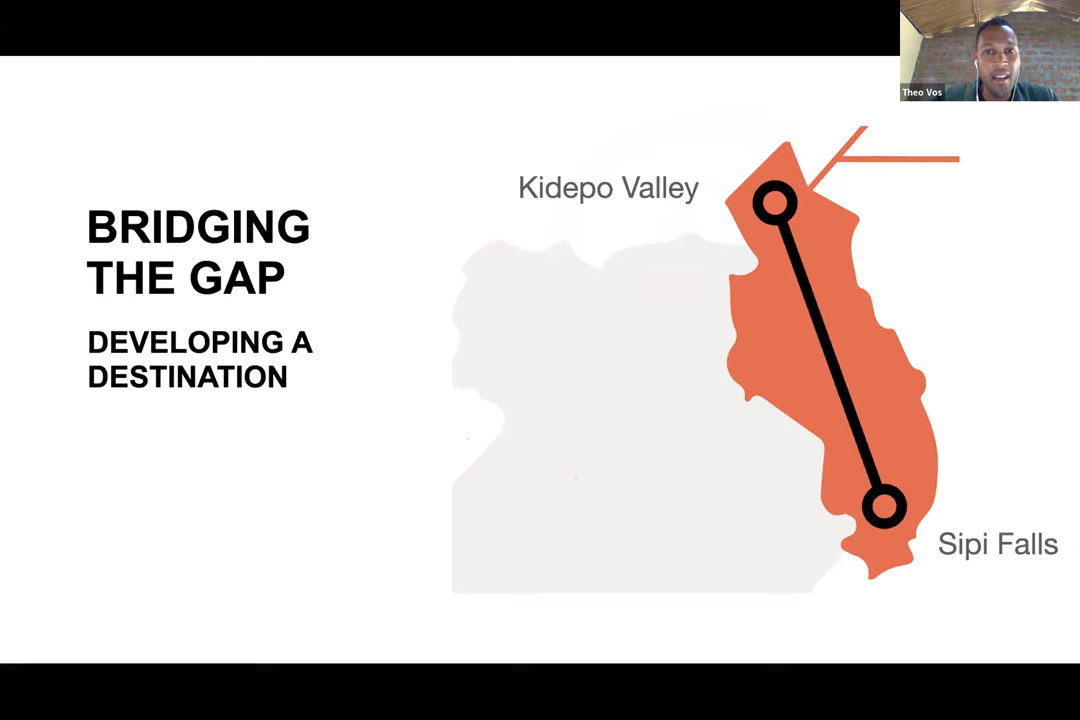 Theo Vos
Kidepo Valley
BRIDGING
THE GAP
DEVELOPING A
DESTINATION
Sipi Falls